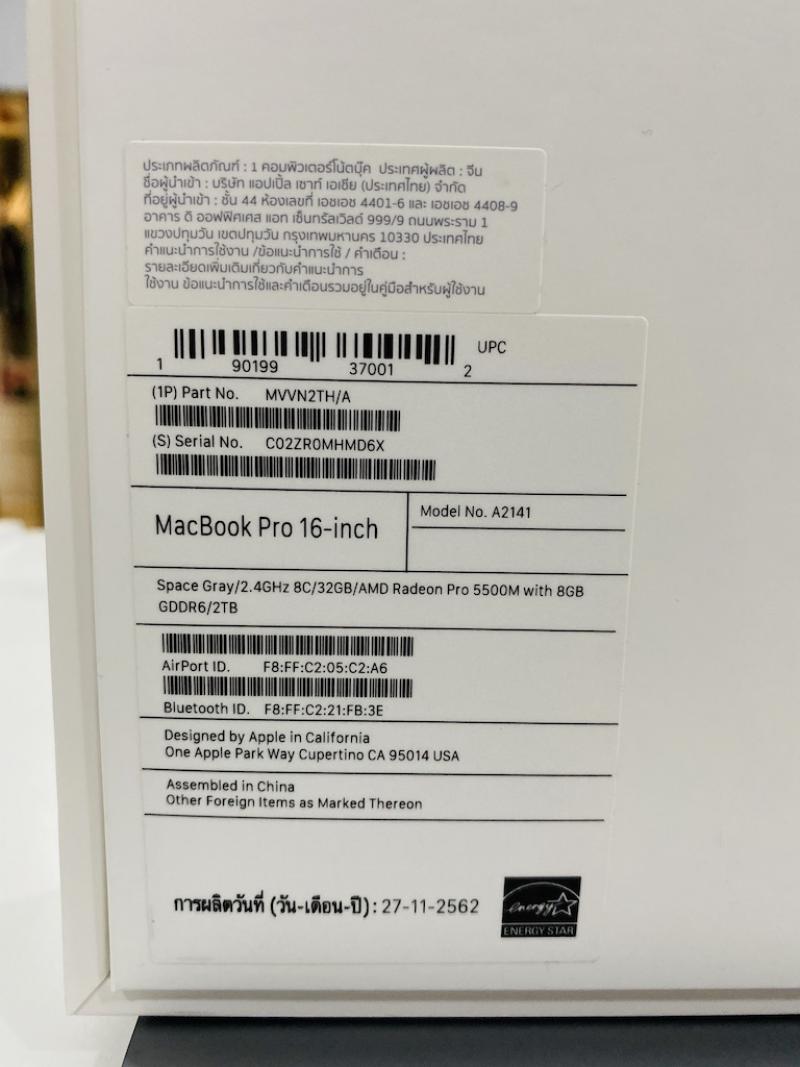 ประเภทผลิตภัณฑ์ : 1 คอมพิวเตอร์โน้ตบุ๊ค ประเทศผู้ผลิต : จีน
ชื่อผู้นำเข้า : บริษัท แอปเปิ้ล เซาท์ เอเชีย (ประเทศไทย) จำกัด
ที่อยู่ผู้นำเข้า : ชั้น 44 ห้องเลขที่ เอชเอช 4401-6 และ เอชเอช 4408-9
อาคาร ดิ ออฟฟิศเศส แอท เซ็นทรัลเวิลด์ 999/9 ถนนพระราม 1
แขวงปทุมวัน เขตปทุมวัน กรุงเทพมหานคร 10330 ประเทศไทย
คำแนะนำการใช้งาน /ข้อแนะนำการใช้ / คำเตือน :
รายละเอียดเพิ่มเติมเกี่ยวกับคำแนะนำการ
ใช้งาน ข้อแนะนำการใช้และคำเตือนรวมอยู่ในคู่มือสำหรับผู้ใช้งาน
UPC
1 90199 37001 2
(1P) Part No. MVVN2TH/A
(S) Serial No. C02ZR0MHMD6X
MacBook Pro 16-inch
Model No. A2141
Space Gray/2.4GHz 8C/32GB/AMD Radeon Pro 5500M with 8GB
GDDR6/2TB
AirPort ID. F8:FF:C2:05:C2:A6
Bluetooth ID. F8:FF:C2:21:FB:3E
Designed by Apple in California
One Apple Park Way Cupertino CA 95014 USA
Assembled in China
Other Foreign Items as Marked Thereon
การผลิตวันที่ (วัน-เดือน-ปี) : 27-11-2562
energy
ENERGY STAR